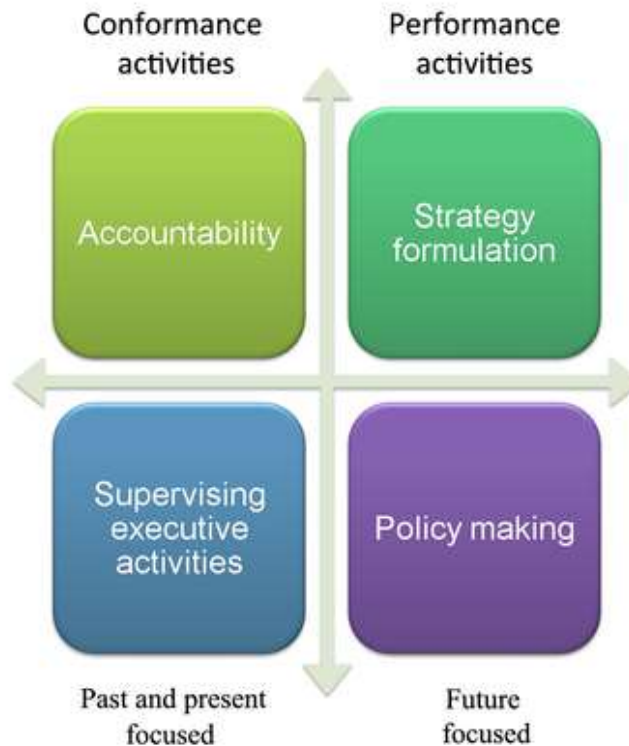 Conformance
activities
Performance
activities
Accountability
Strategy
formulation
Supervising
executive
activities
Policy making
Past and present
focused
Future
focused